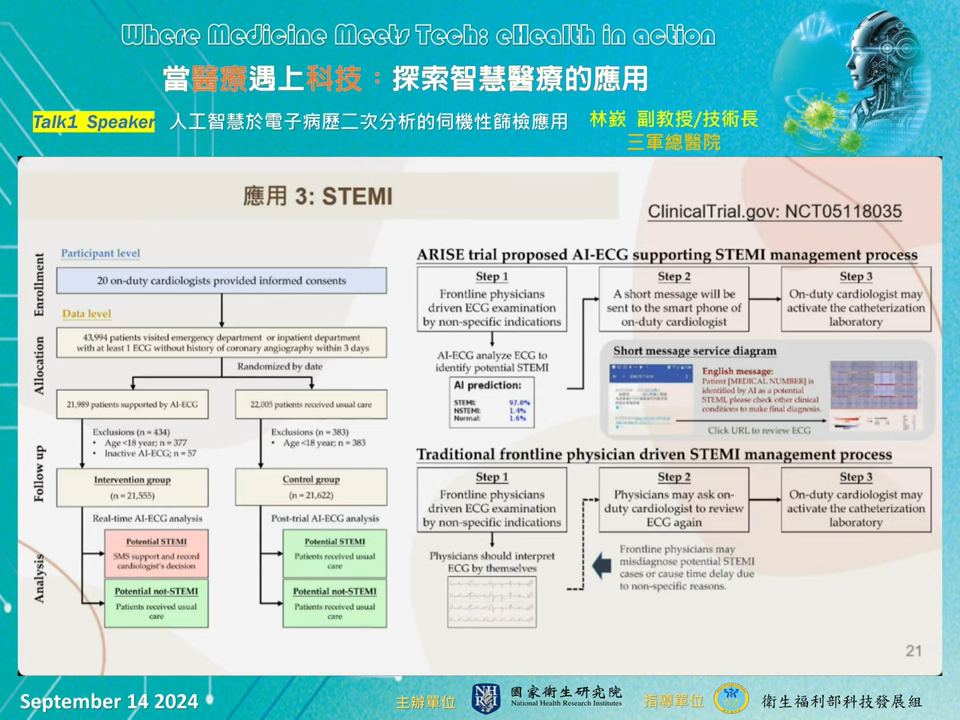 Where Medicine Meets Tech: eHealth in action
當醫療遇上科技：探索智慧醫療的應用
Talk1 Speaker 人工智慧於電子病歷二次分析的伺機性篩檢應用 林嶔 副教授/技術長
三軍總醫院
應用 3: STEMI
ClinicalTrial.gov: NCT05118035
Enrollment
Participant level
20 on-duty cardiologists provided informed consents
Data level
Allocation
43,994 patients visited emergency department or inpatient department
with at least 1 ECG without history of coronary angiography within 3 days
Randomized by date
21,989 patients supported by AI-ECG
22,005 patients received usual care
Follow up
Exclusions (n = 434)
• Age <18 year; n = 377
• Inactive AI-ECG; n = 57
Exclusions (n = 383)
• Age <18 year; n = 383
Intervention group
(n = 21,555)
Control group
(n = 21,622)
Analysis
Real-time AI-ECG analysis
Post-trial AI-ECG analysis
Potential STEMI
SMS support and record
cardiologist's decision
Potential STEMI
Patients received usual
care
Potential not-STEMI
Patients received usual
care
Potential not-STEMI
Patients received usual
care
ARISE trial proposed AI-ECG supporting STEMI management process
Step 1
Frontline physicians
driven ECG examination
by non-specific indications
Step 2
A short message will be
sent to the smart phone of
on-duty cardiologist
Step 3
On-duty cardiologist may
activate the catheterization
laboratory
AI-ECG analyze ECG to
identify potential STEMI
AI prediction:
STEMI: 97.0%
NSTEMI: 1.4%
Normal: 1.6%
Short message service diagram
English message:
Patient [MEDICAL NUMBER] is
identified by AI as a potential
STEMI, please check other clinical
conditions to make final diagnosis.
Click URL to review ECG
Traditional frontline physician driven STEMI management process
Step 1
Frontline physicians
driven ECG examination
by non-specific indications
Step 2
Physicians may ask on-
duty cardiologist to review
ECG again
Step 3
On-duty cardiologist may
activate the catheterization
laboratory
Physicians should interpret
ECG by themselves
Frontline physicians may
misdiagnose potential STEMI
cases or cause time delay due
to non-specific reasons.
21
September 14 2024
主辦單位 NHRI 國家衛生研究院
National Health Research Institutes
指導單位 衛生福利部科技發展組